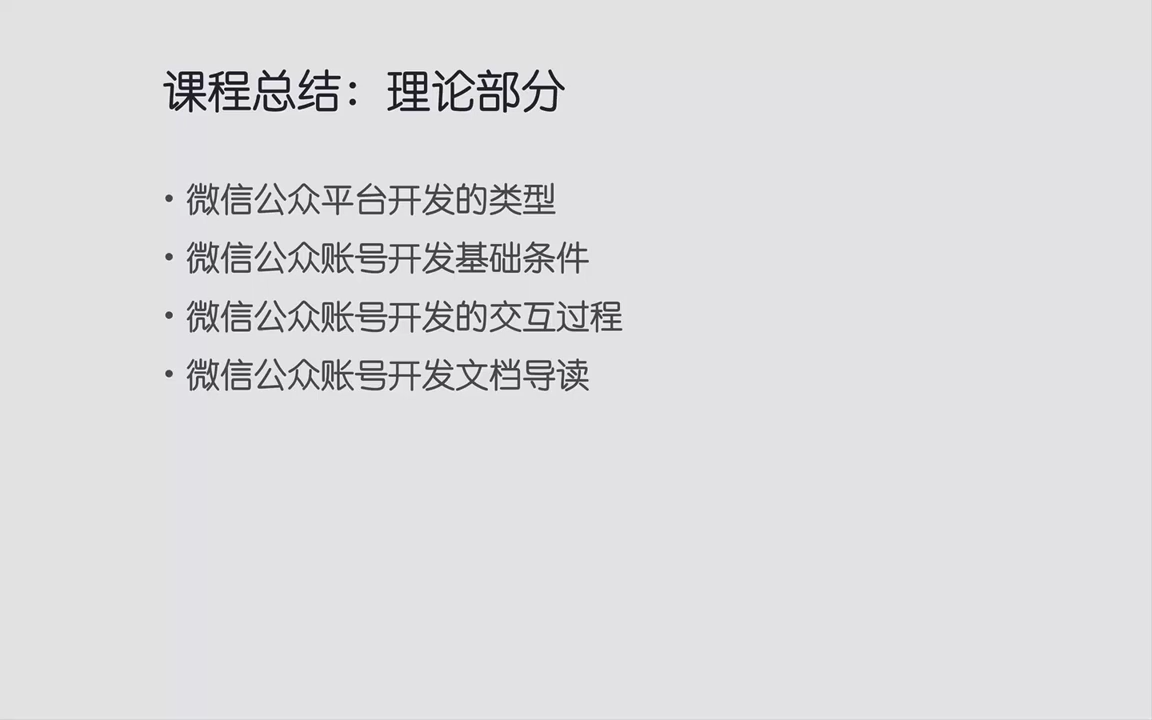 课程总结：理论部分
• 微信公众平台开发的类型
• 微信公众账号开发基础条件
• 微信公众账号开发的交互过程
• 微信公众账号开发文档导读